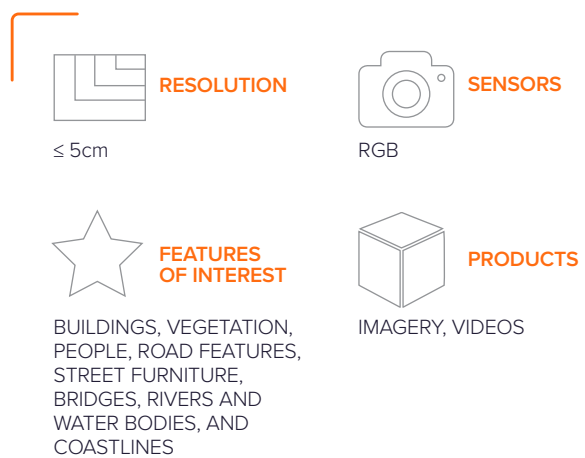 RESOLUTION
≤ 5cm
SENSORS
RGB
FEATURES
OF INTEREST
BUILDINGS, VEGETATION,
PEOPLE, ROAD FEATURES,
STREET FURNITURE,
BRIDGES, RIVERS AND
WATER BODIES, AND
COASTLINES
PRODUCTS
IMAGERY, VIDEOS